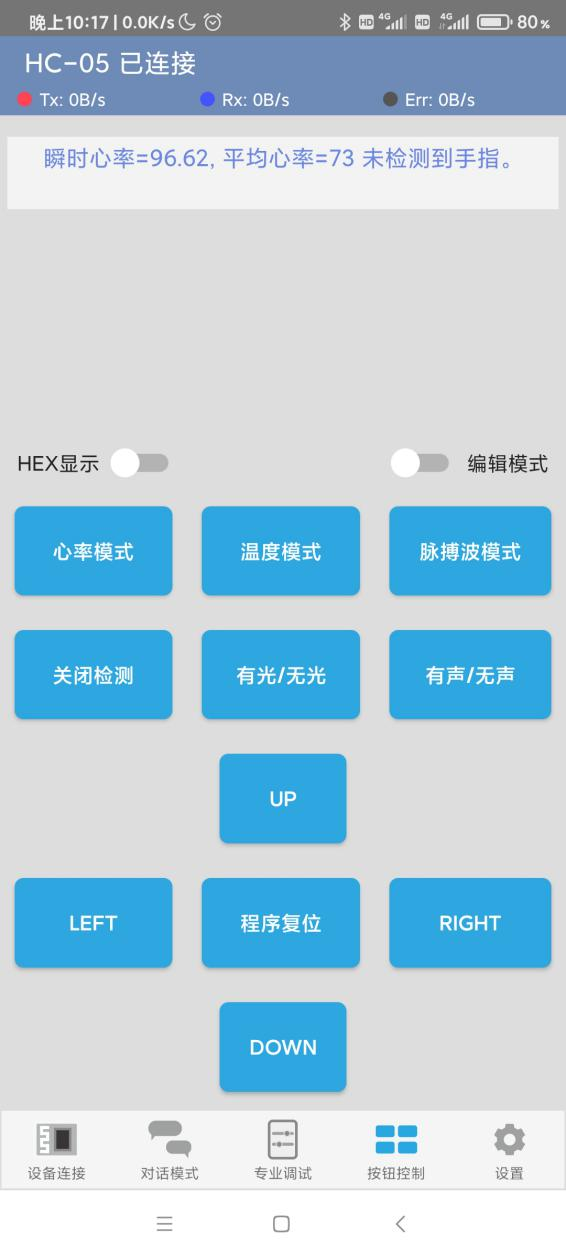 晚上10:17 | 0.0K/s HD 4G HD 4G 80%
HC-05 已连接
Tx: 0B/s Rx: 0B/s Err: 0B/s
瞬时心率=96.62, 平均心率=73 未检测到手指。
HEX显示 编辑模式
心率模式 温度模式 脉搏波模式
关闭检测 有光/无光 有声/无声
UP
LEFT 程序复位 RIGHT
DOWN
设备连接 对话模式 专业调试 按钮控制 设置